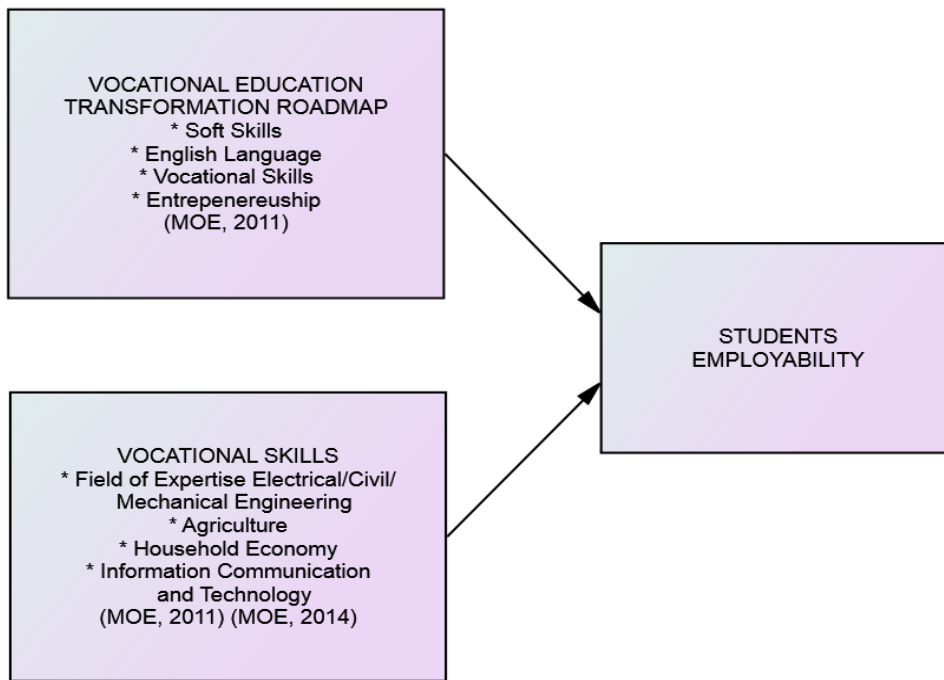 VOCATIONAL EDUCATION
TRANSFORMATION ROADMAP
* Soft Skills
* English Language
* Vocational Skills
* Entrepenereuship
(MOE, 2011)
STUDENTS
EMPLOYABILITY
VOCATIONAL SKILLS
* Field of Expertise Electrical/Civil/
Mechanical Engineering
* Agriculture
* Household Economy
* Information Communication
and Technology
(MOE, 2011) (MOE, 2014)